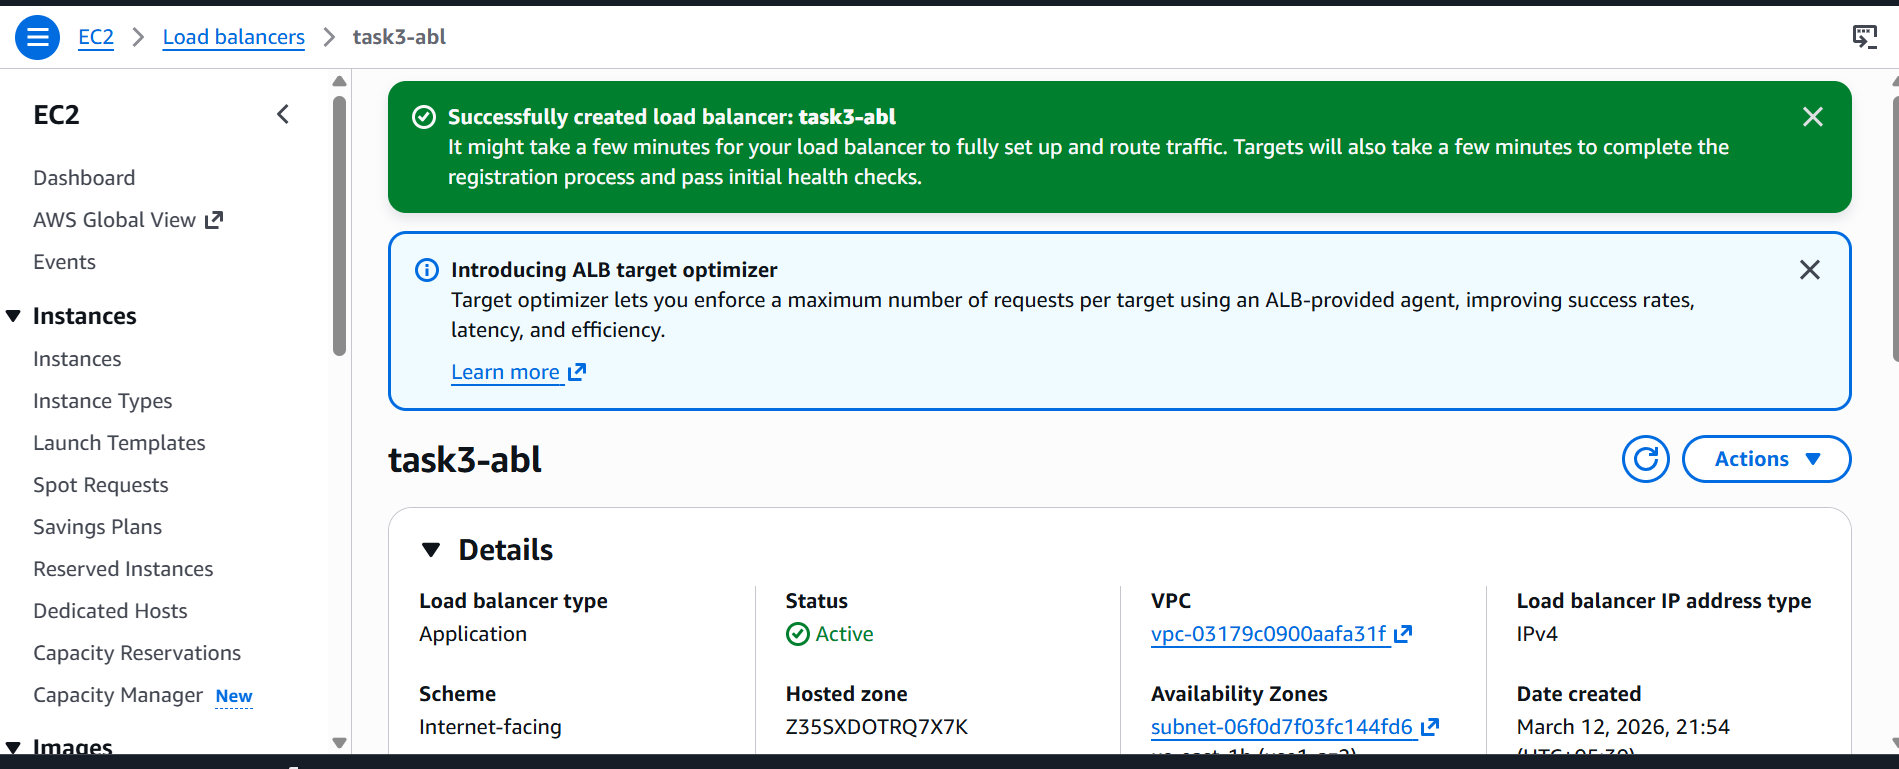 EC2 > Load balancers > task3-abl
EC2
Dashboard
AWS Global View
Events
Instances
Instances
Instance Types
Launch Templates
Spot Requests
Savings Plans
Reserved Instances
Dedicated Hosts
Capacity Reservations
Capacity Manager New
Images
Successfully created load balancer: task3-abl
It might take a few minutes for your load balancer to fully set up and route traffic. Targets will also take a few minutes to complete the
registration process and pass initial health checks.
Introducing ALB target optimizer
Target optimizer lets you enforce a maximum number of requests per target using an ALB-provided agent, improving success rates,
latency, and efficiency.
Learn more
task3-abl
Actions
Details
Load balancer type
Application
Status
Active
VPC
vpc-03179c0900aafa31f
Load balancer IP address type
IPv4
Scheme
Internet-facing
Hosted zone
Z35SXDOTRQ7X7K
Availability Zones
subnet-06f0d7f03fc144fd6
Date created
March 12, 2026, 21:54